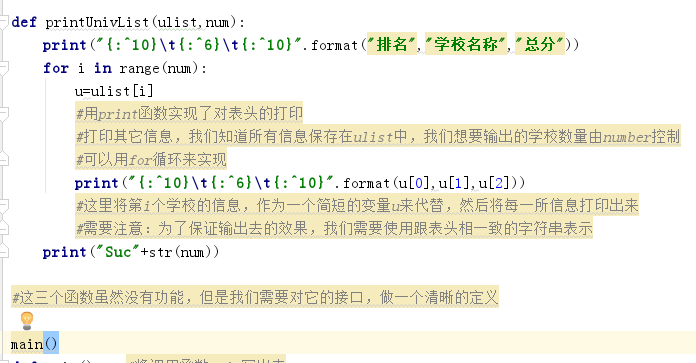 def printUnivList(ulist,num):
print("{:^10}\t{:^6}\t{:^10}".format("排名","学校名称","总分"))
for i in range(num):
u=ulist[i]
#用print函数实现了对表头的打印
#打印其它信息，我们知道所有信息保存在ulist中，我们想要输出的学校数量由number控制
#可以用for循环来实现
print("{:^10}\t{:^6}\t{:^10}".format(u[0],u[1],u[2]))
#这里将第i个学校的信息，作为一个简短的变量u来代替，然后将每一所信息打印出来
#需要注意：为了保证输出去的效果，我们需要使用跟表头相一致的字符串表示
print("Suc"+str(num))
#这三个函数虽然没有功能，但是我们需要对它的接口，做一个清晰的定义
main()